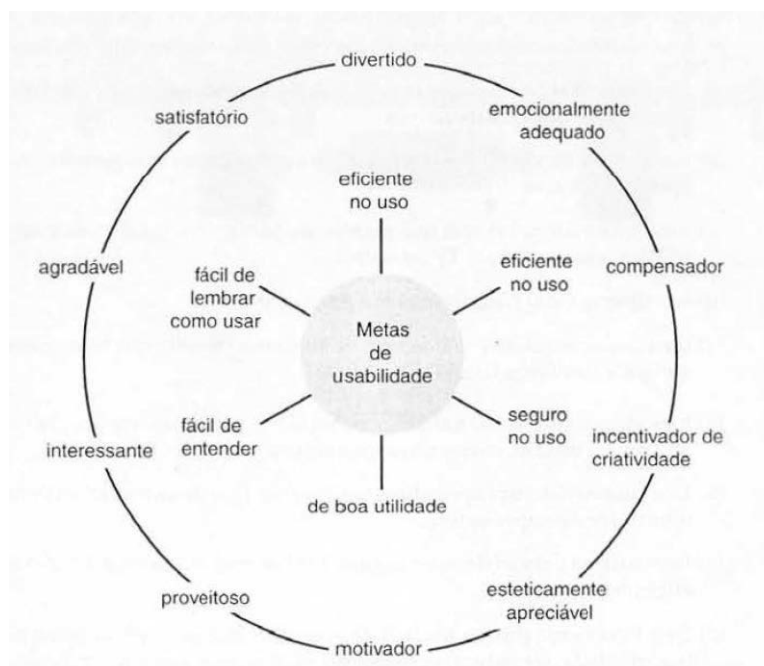 divertido
emocionalmente
adequado
compensador
incentivador de
criatividade
esteticamente
apreciável
motivador
proveitoso
interessante
agradável
satisfatório
eficiente
no uso
eficiente
no uso
seguro
no uso
de boa utilidade
fácil de
entender
fácil de
lembrar
como usar
Metas
de
usabilidade